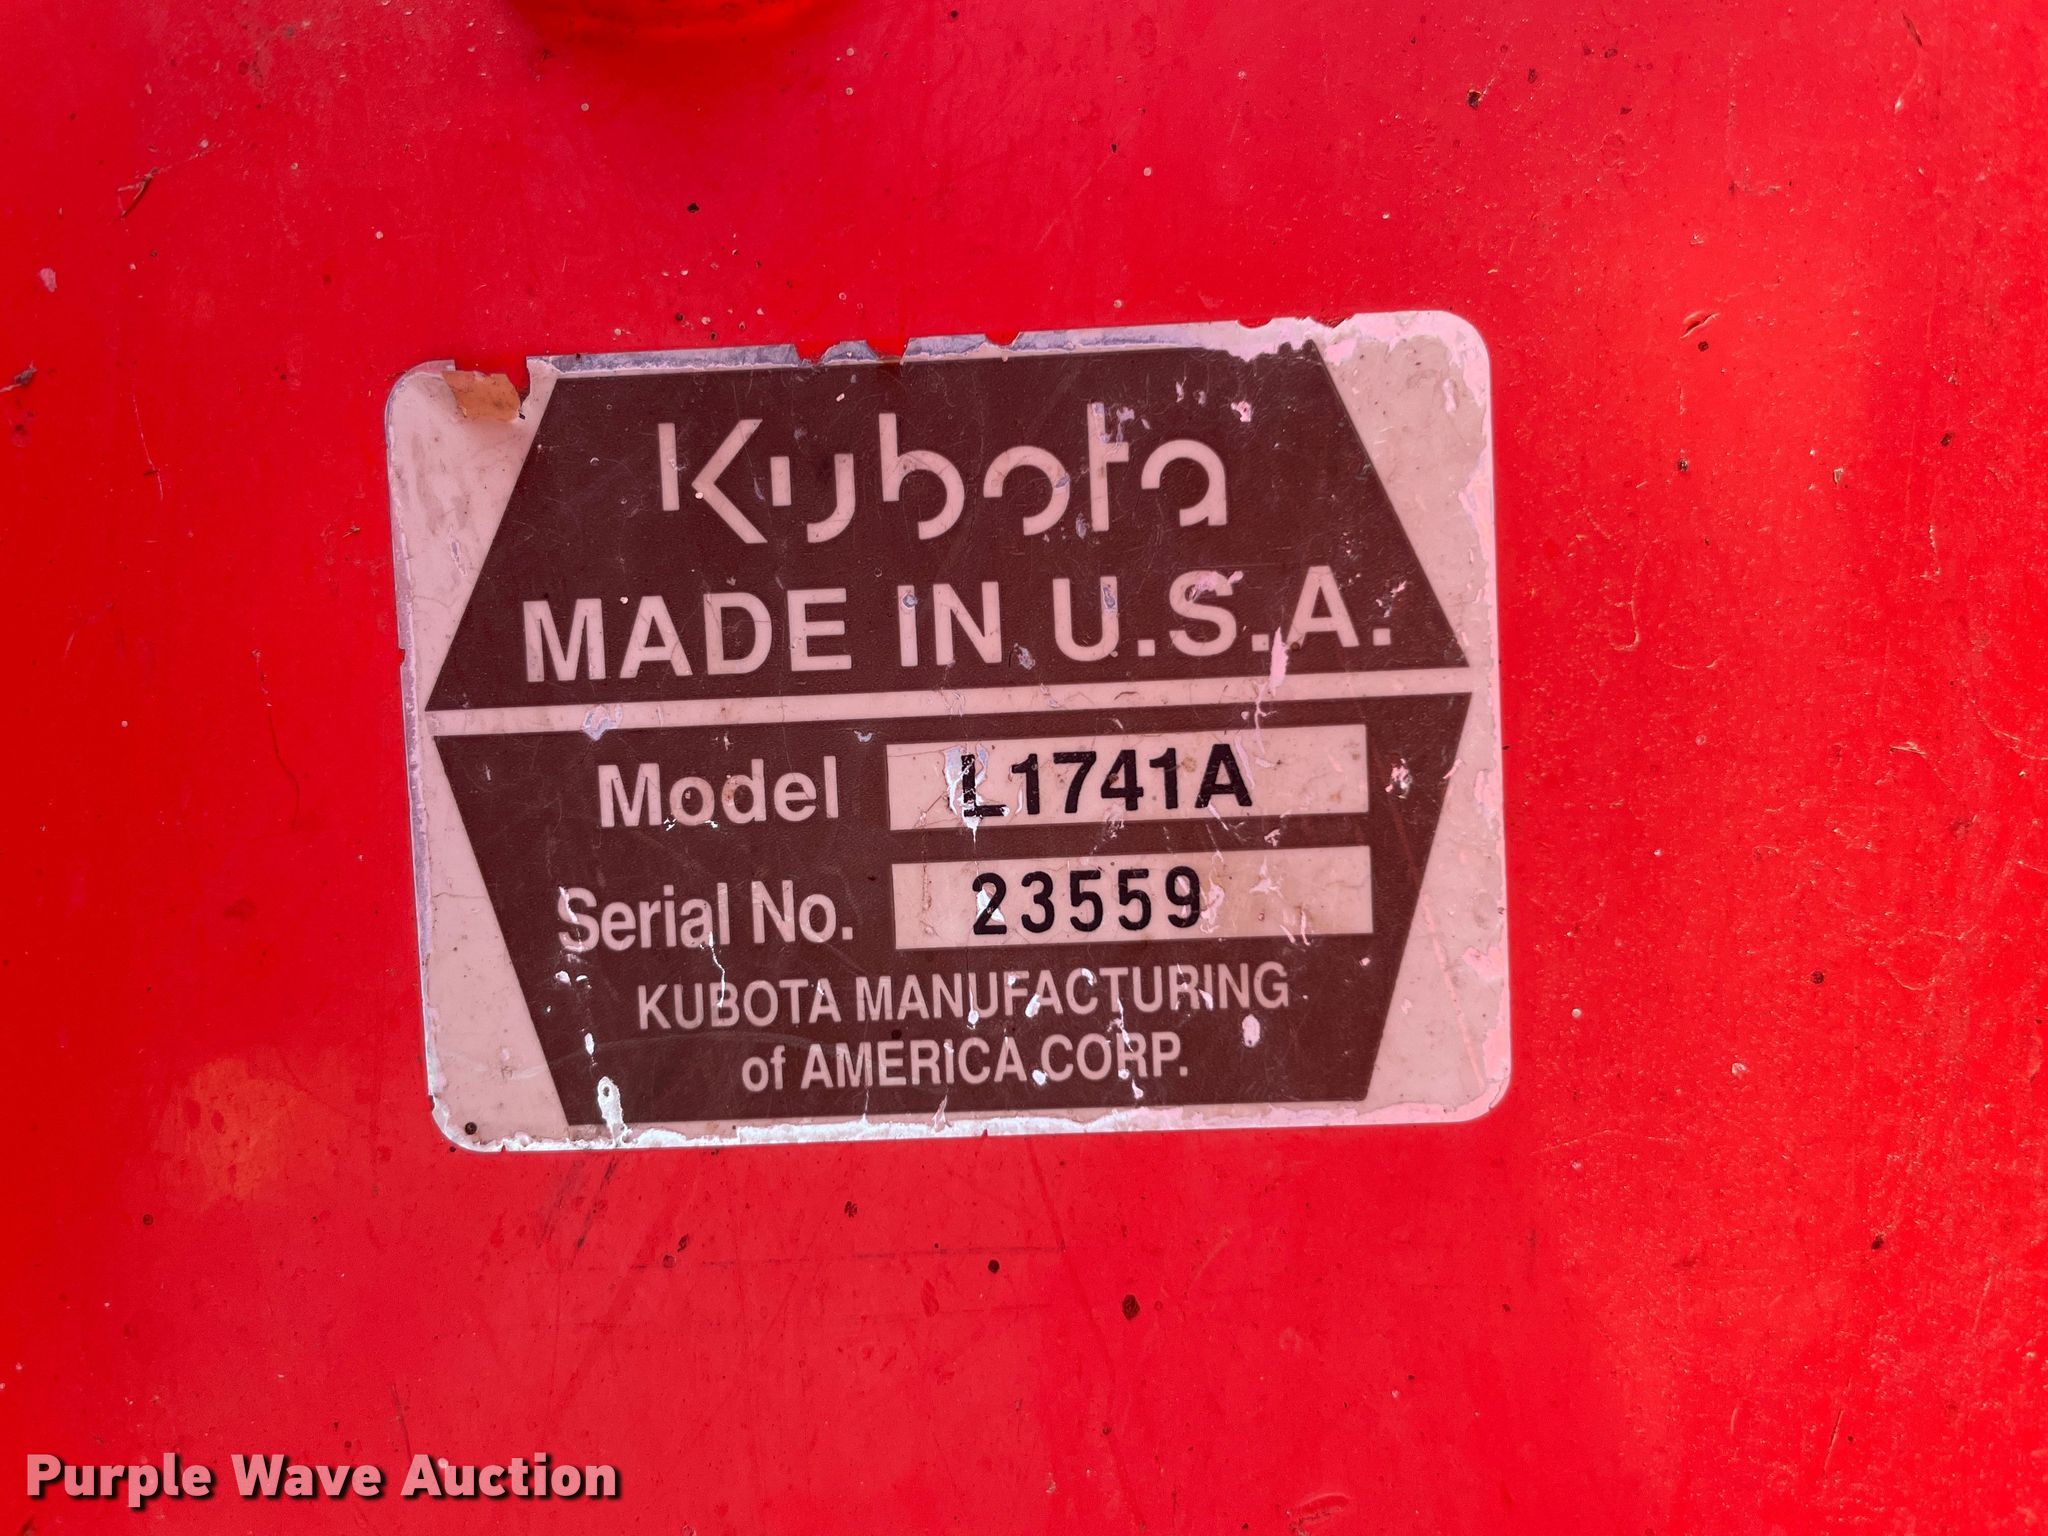 Kubota
MADE IN U.S.A.
Model L1741A
Serial No. 23559
KUBOTA MANUFACTURING
of AMERICA CORP.
Purple Wave Auction